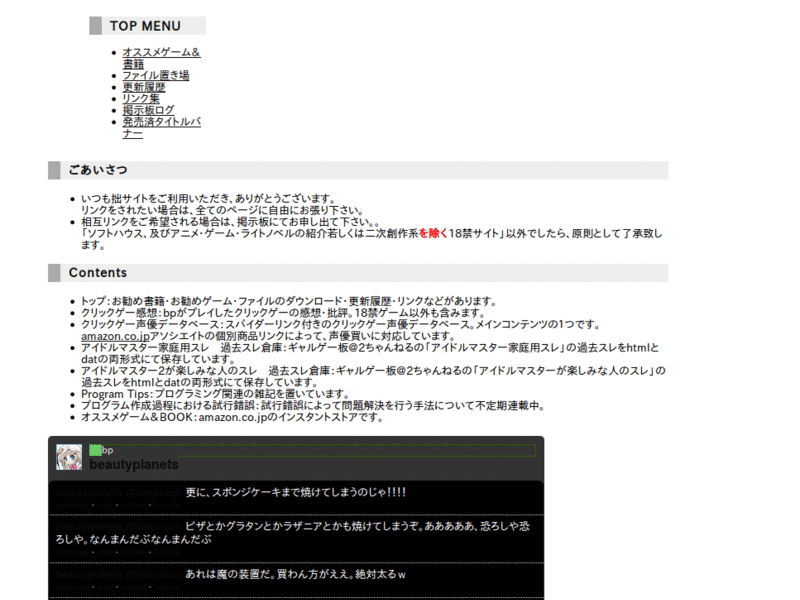 TOP MENU
オススメゲーム&
書籍
ファイル置き場
更新履歴
リンク集
掲示板ログ
発売済タイトルバ
ナー
ごあいさつ
いつも拙サイトをご利用いただき、ありがとうございます。
リンクをされたい場合は、全てのページに自由にお張り下さい。
相互リンクをご希望される場合は、掲示板にてお申し出て下さい。。
「ソフトハウス、及びアニメ・ゲーム・ライトノベルの紹介若しくは二次創作系を除く18禁サイト」以外でしたら、原則として了承致し
ます。
Contents
トップ：お勧め書籍・お勧めゲーム・ファイルのダウンロード・更新履歴・リンクなどがあります。
クリックゲー感想：bpがプレイしたクリックゲーの感想・批評。18禁ゲーム以外も含みます。
クリックゲー声優データベース：スパイダーリンク付きのクリックゲー声優データベース。メインコンテンツの1つです。
amazon.co.jpアソシエイトの個別商品リンクによって、声優買いに対応しています。
アイドルマスター家庭用スレ　過去スレ倉庫：ギャルゲー板@2ちゃんねるの「アイドルマスター家庭用スレ」の過去スレをhtmlと
datの両形式にて保存しています。
アイドルマスター2が楽しみな人のスレ　過去スレ倉庫：ギャルゲー板@2ちゃんねるの「アイドルマスターが楽しみな人のスレ」の
過去スレをhtmlとdatの両形式にて保存しています。
Program Tips：プログラミング関連の雑記を置いています。
プログラム作成過程における試行錯誤：試行錯誤によって問題解決を行う手法について不定期連載中。
オススメゲーム＆BOOK：amazon.co.jpのインスタントストアです。
bp
beautyplanets
更に、スポンジケーキまで焼けてしまうのじゃ!!!!
ピザとかグラタンとかラザニアとかも焼けてしまうぞ。あああああ、恐ろしや恐
ろしや。なんまんだぶなんまんだぶ
あれは魔の装置だ。買わん方がええ。絶対太るｗ